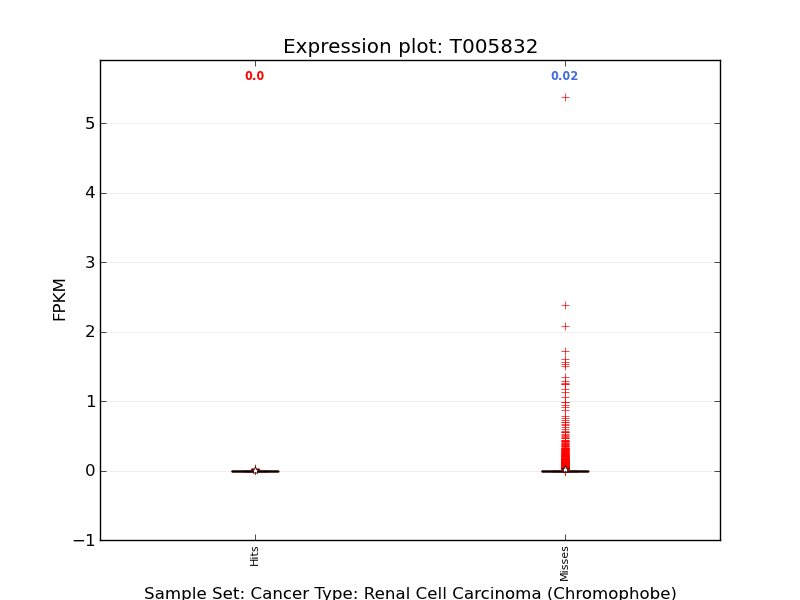 Expression plot: T005832
0.0
0.02
5
4
3
2
1
0
−1
FPKM
Hits
Misses
Sample Set: Cancer Type: Renal Cell Carcinoma (Chromophobe)